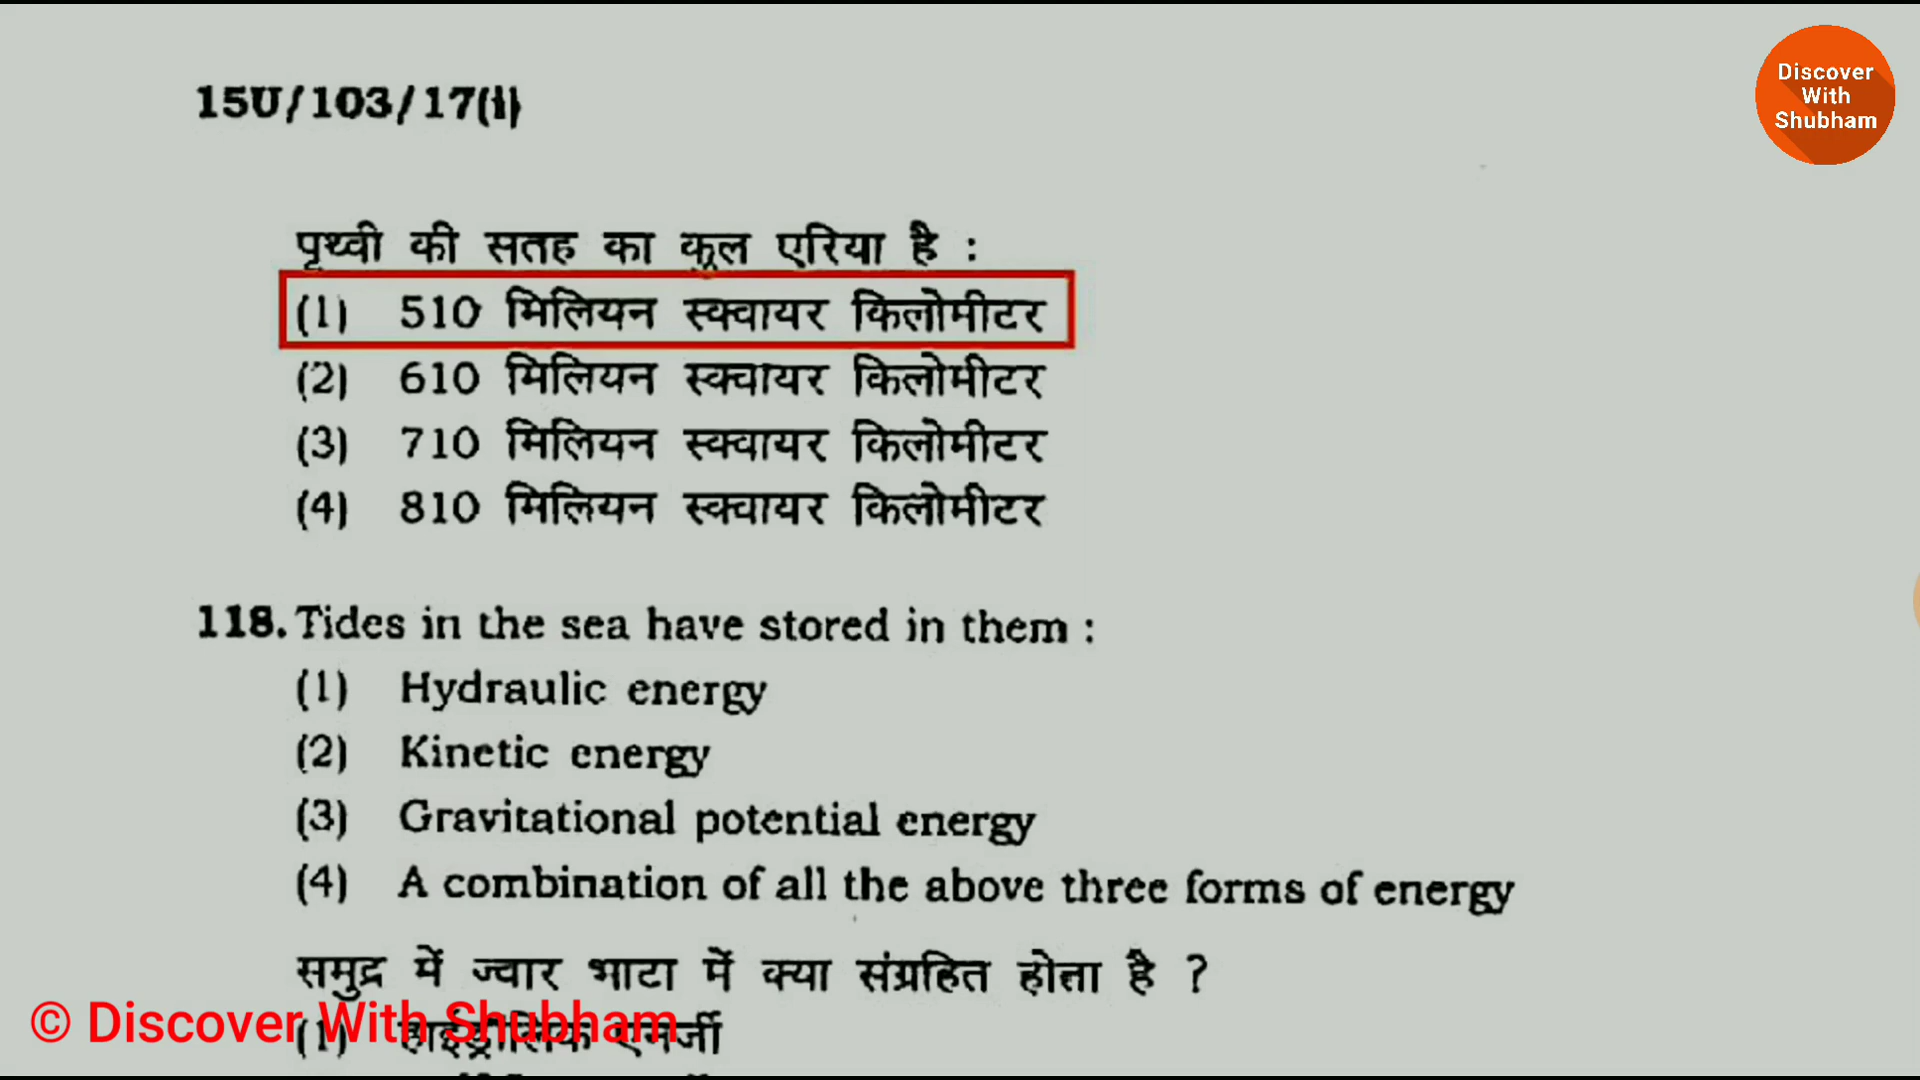 15U/103/17(i)
Discover
With
Shubham
पृथ्वी की सतह का कुल एरिया है :
(1) 510 मिलियन स्क्वायर किलोमीटर
(2) 610 मिलियन स्क्वायर किलोमीटर
(3) 710 मिलियन स्क्वायर किलोमीटर
(4) 810 मिलियन स्क्वायर किलोमीटर
118. Tides in the sea have stored in them :
(1) Hydraulic energy
(2) Kinetic energy
(3) Gravitational potential energy
(4) A combination of all the above three forms of energy
समुद्र में ज्वार भाटा में क्या संग्रहित होता है ?
(1) हाईड्रोलिक एनर्जी
© Discover With Shubham